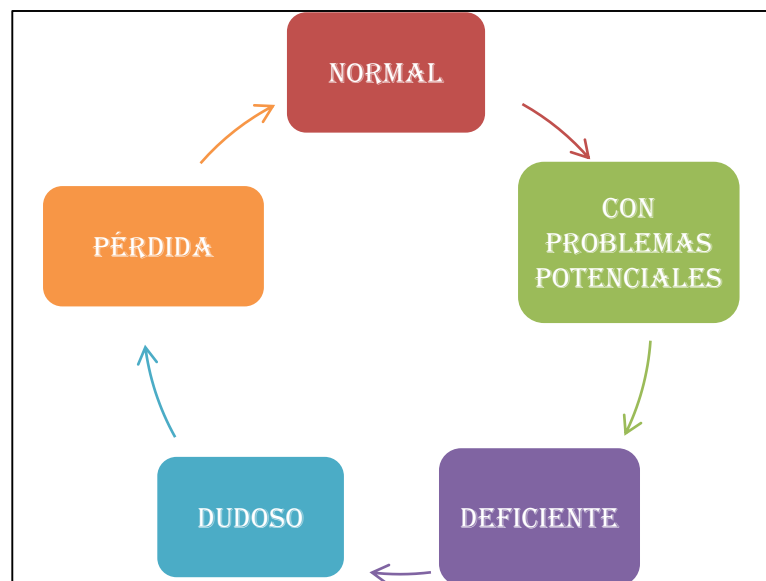 NORMAL
CON
PROBLEMAS
POTENCIALES
DEFICIENTE
DUDOSO
PÉRDIDA